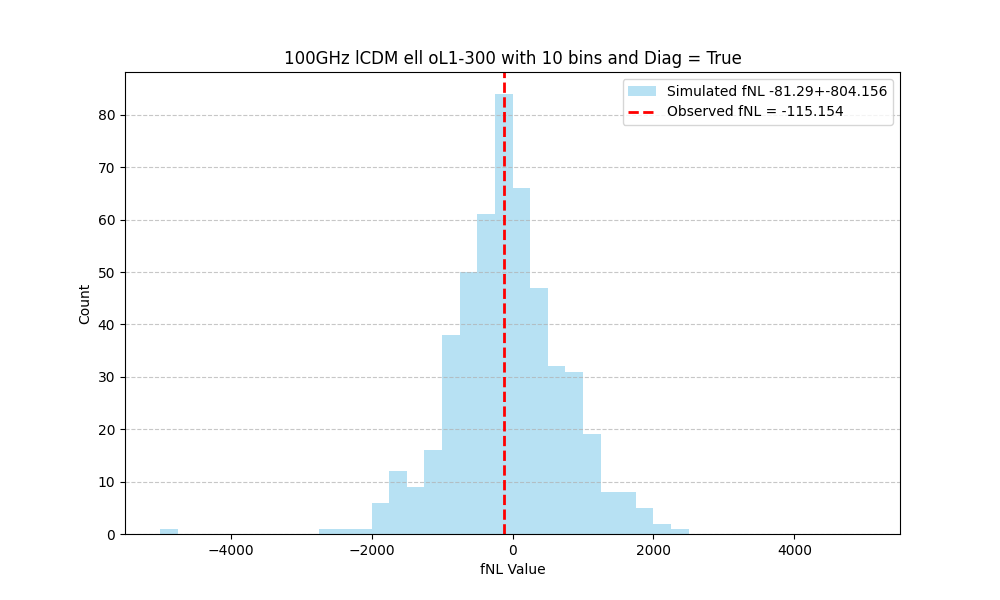 100GHz lCDM ell oL1-300 with 10 bins and Diag = True
Simulated fNL -81.29+-804.156
Observed fNL = -115.154
80
70
60
50
40
30
20
10
0
Count
−4000
−2000
0
2000
4000
fNL Value